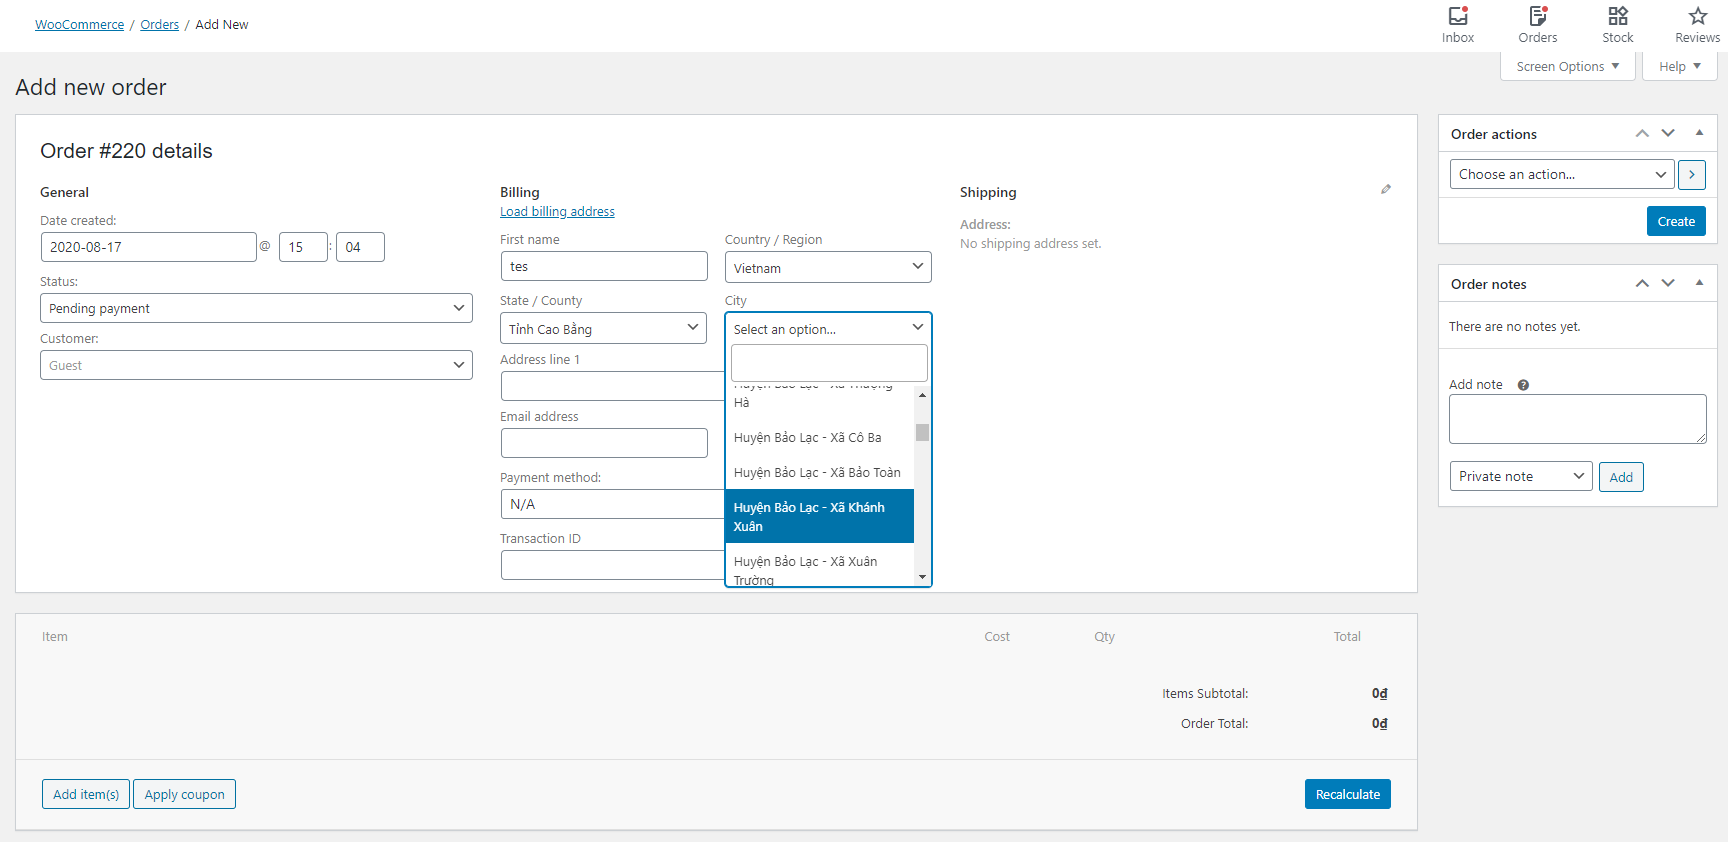 WooCommerce / Orders / Add New
Inbox
Orders
Stock
Reviews
Screen Options
Help
Add new order
Order #220 details
General
Date created:
2020-08-17 @ 15 : 04
Status:
Pending payment
Customer:
Guest
Billing
Load billing address
First name
tes
Country / Region
Vietnam
State / County
Tỉnh Cao Bằng
City
Select an option...
Huyện Bảo Lạc - Xã Thượng
Hà
Huyện Bảo Lạc - Xã Cô Ba
Huyện Bảo Lạc - Xã Bảo Toàn
Huyện Bảo Lạc - Xã Khánh
Xuân
Huyện Bảo Lạc - Xã Xuân
Trường
Address line 1
Email address
Payment method:
N/A
Transaction ID
Shipping
Address:
No shipping address set.
Item
Cost
Qty
Total
Items Subtotal: 0₫
Order Total: 0₫
Add item(s)
Apply coupon
Recalculate
Order actions
Choose an action...
Create
Order notes
There are no notes yet.
Add note
Private note
Add